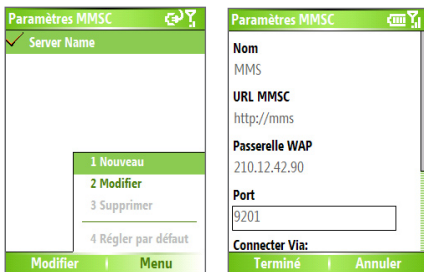 Paramètres MMSC
Server Name
1 Nouveau
2 Modifier
3 Supprimer
4 Régler par défaut
Modifier
Menu
Paramètres MMSC
Nom
MMS
URL MMSC
http://mms
Passerelle WAP
210.12.42.90
Port
9201
Connecter Via:
Terminé
Annuler